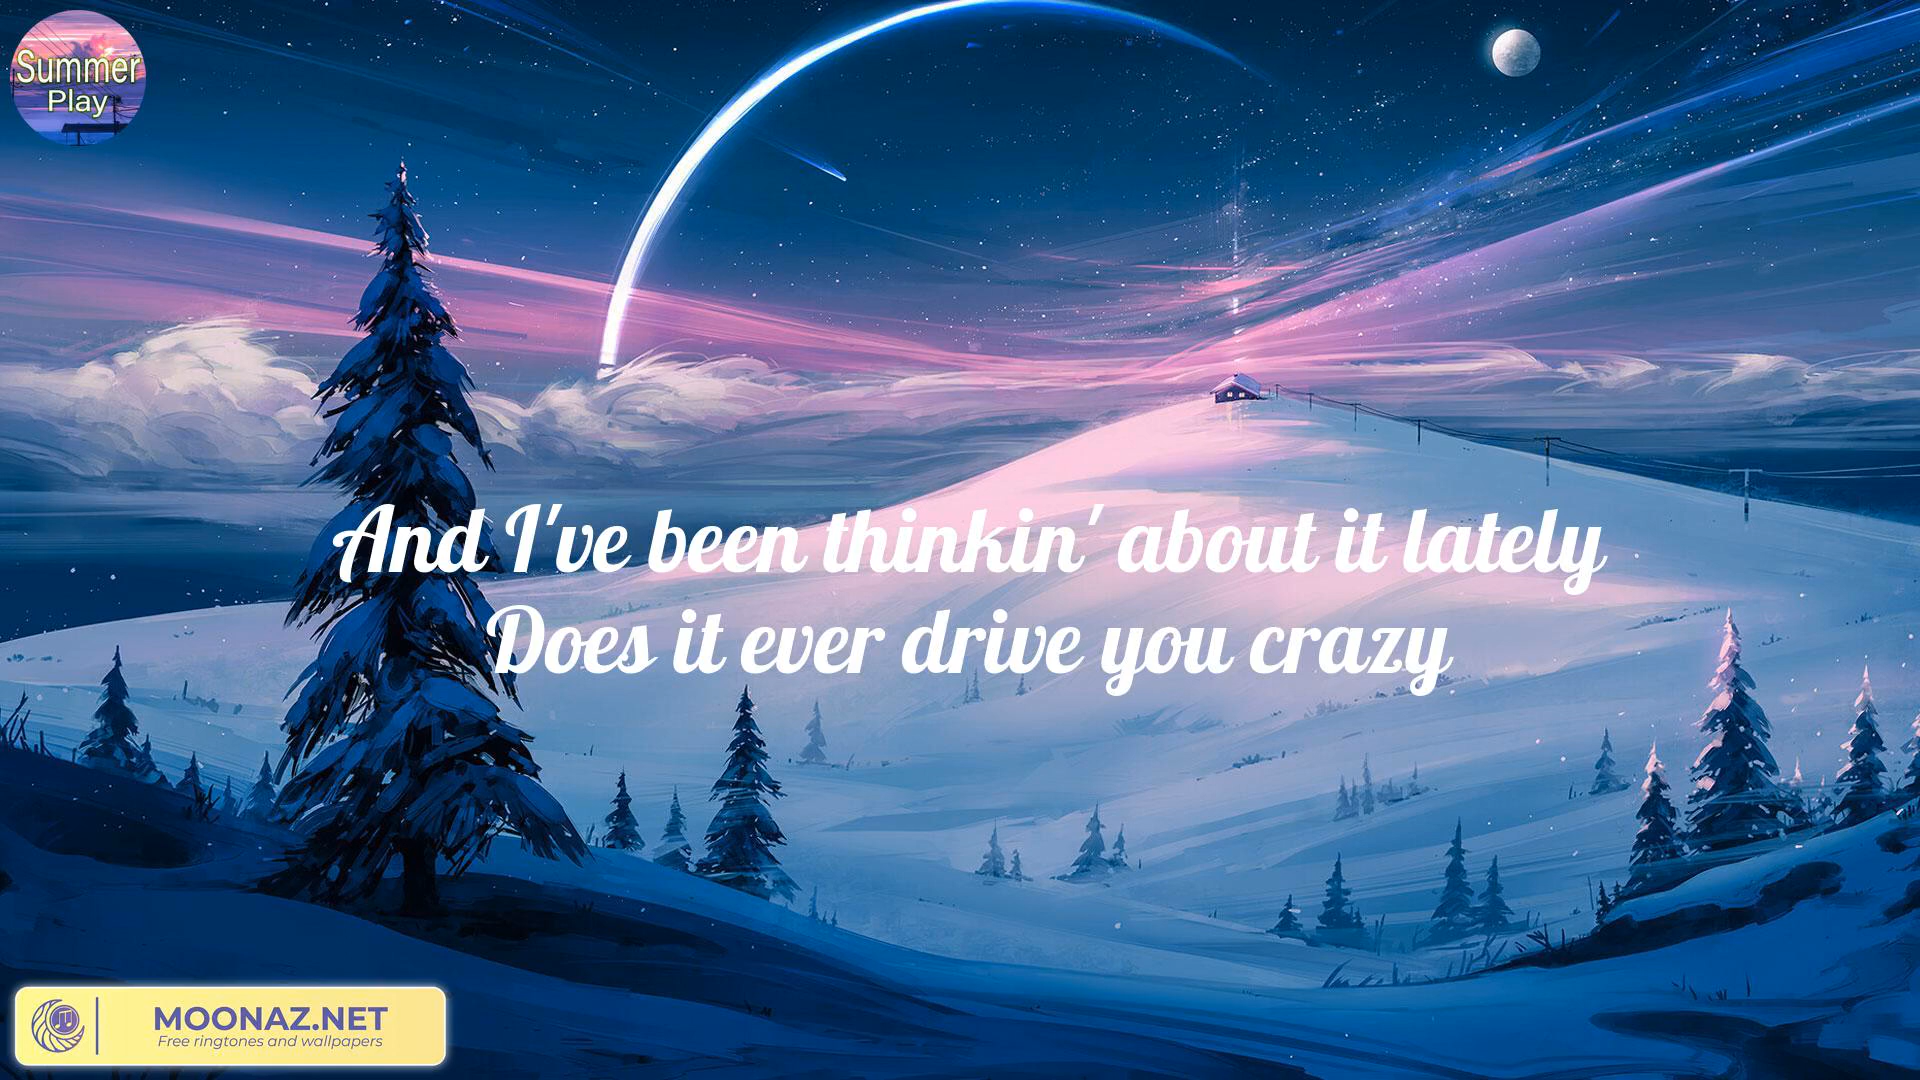 Summer
Play
And I've been thinkin' about it lately
Does it ever drive you crazy
MOONAZ.NET
Free ringtones and wallpapers